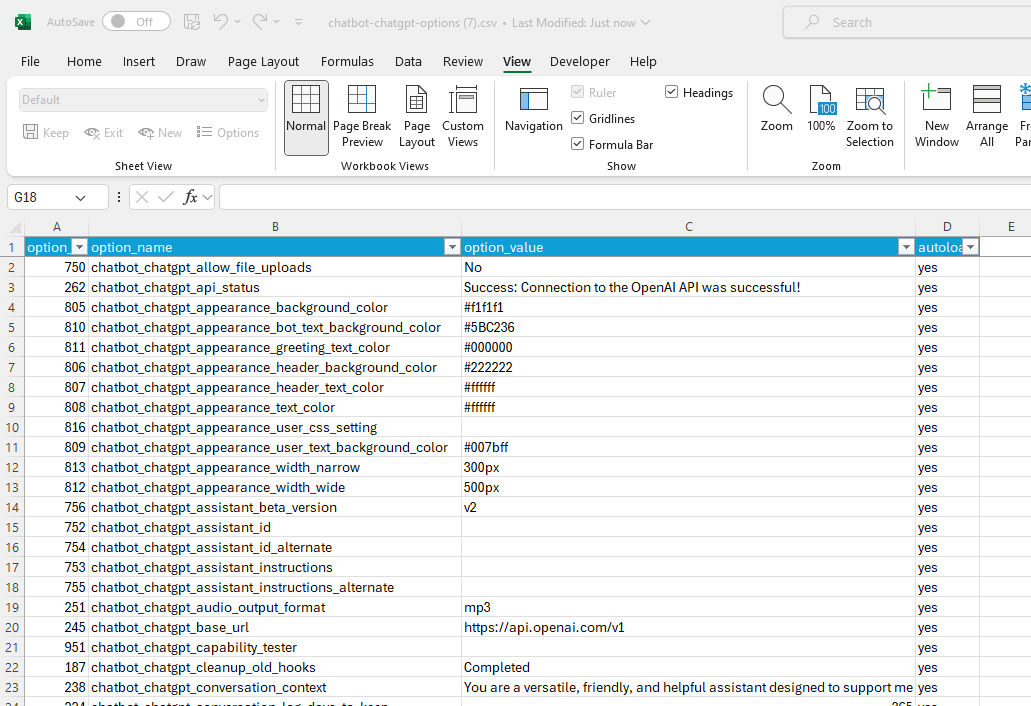 AutoSave Off chatbot-chatgpt-options (7).csv • Last Modified: Just now Search
File Home Insert Draw Page Layout Formulas Data Review View Developer Help
Default
Keep Exit New Options
Sheet View
Normal
Page Break Preview
Page Layout
Custom Views
Workbook Views
Navigation
Ruler
Gridlines
Formula Bar
Headings
Show
Zoom
100
100%
Zoom to Selection
Zoom
New Window
Arrange All
G18 fx
A B C D E
1 option_ option_name option_value autoloa
2 750 chatbot_chatgpt_allow_file_uploads No yes
3 262 chatbot_chatgpt_api_status Success: Connection to the OpenAI API was successful! yes
4 805 chatbot_chatgpt_appearance_background_color #f1f1f1 yes
5 810 chatbot_chatgpt_appearance_bot_text_background_color #5BC236 yes
6 811 chatbot_chatgpt_appearance_greeting_text_color #000000 yes
7 806 chatbot_chatgpt_appearance_header_background_color #222222 yes
8 807 chatbot_chatgpt_appearance_header_text_color #ffffff yes
9 808 chatbot_chatgpt_appearance_text_color #ffffff yes
10 816 chatbot_chatgpt_appearance_user_css_setting yes
11 809 chatbot_chatgpt_appearance_user_text_background_color #007bff yes
12 813 chatbot_chatgpt_appearance_width_narrow 300px yes
13 812 chatbot_chatgpt_appearance_width_wide 500px yes
14 756 chatbot_chatgpt_assistant_beta_version v2 yes
15 752 chatbot_chatgpt_assistant_id yes
16 754 chatbot_chatgpt_assistant_id_alternate yes
17 753 chatbot_chatgpt_assistant_instructions yes
18 755 chatbot_chatgpt_assistant_instructions_alternate yes
19 251 chatbot_chatgpt_audio_output_format mp3 yes
20 245 chatbot_chatgpt_base_url https://api.openai.com/v1 yes
21 951 chatbot_chatgpt_capability_tester yes
22 187 chatbot_chatgpt_cleanup_old_hooks Completed yes
23 238 chatbot_chatgpt_conversation_context You are a versatile, friendly, and helpful assistant designed to support me yes